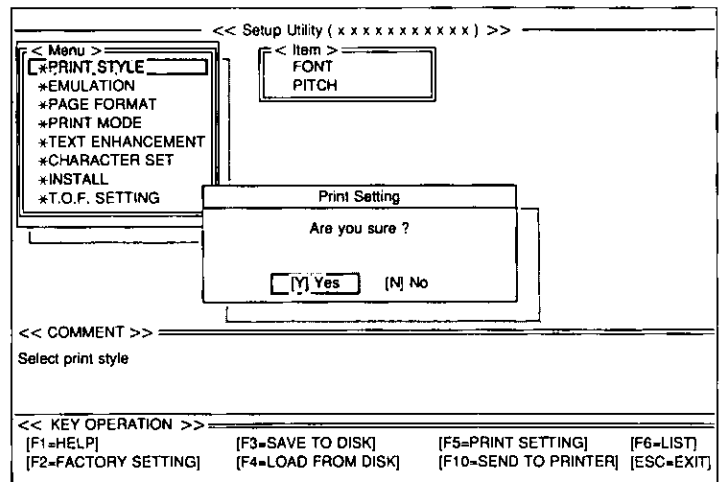 << Setup Utility ( x x x x x x x x x x x ) >>
< Menu >
*PRINT STYLE
*EMULATION
*PAGE FORMAT
*PRINT MODE
*TEXT ENHANCEMENT
*CHARACTER SET
*INSTALL
*T.O.F. SETTING
< Item >
FONT
PITCH
Print Setting
Are you sure ?
[Y] Yes [N] No
<< COMMENT >>
Select print style
<< KEY OPERATION >>
[F1=HELP] [F3=SAVE TO DISK] [F5=PRINT SETTING] [F6=LIST]
[F2=FACTORY SETTING] [F4=LOAD FROM DISK] [F10=SEND TO PRINTER] [ESC=EXIT]